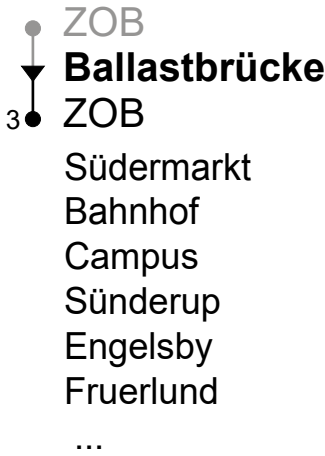 ZOB
Ballastbrücke
3 ZOB
Südermarkt
Bahnhof
Campus
Sünderup
Engelsby
Fruerlund
...